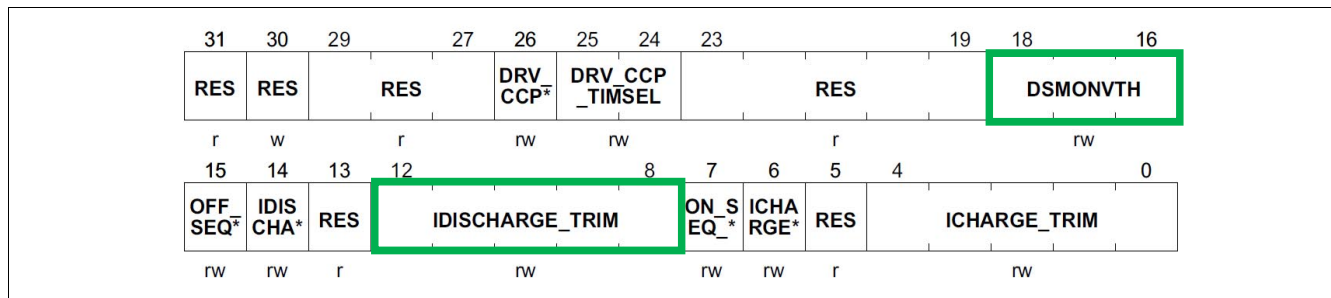 31 30 29 27 26 25 24 23 19 18 16
RES RES RES DRV_ CCP* DRV_CCP _TIMSEL RES DSMONVTH
r w r rw rw r rw
15 14 13 12 8 7 6 5 4 0
OFF_ SEQ* IDIS CHA* RES IDISCHARGE_TRIM ON_S EQ_* ICHA RGE* RES ICHARGE_TRIM
rw rw r rw rw rw r rw